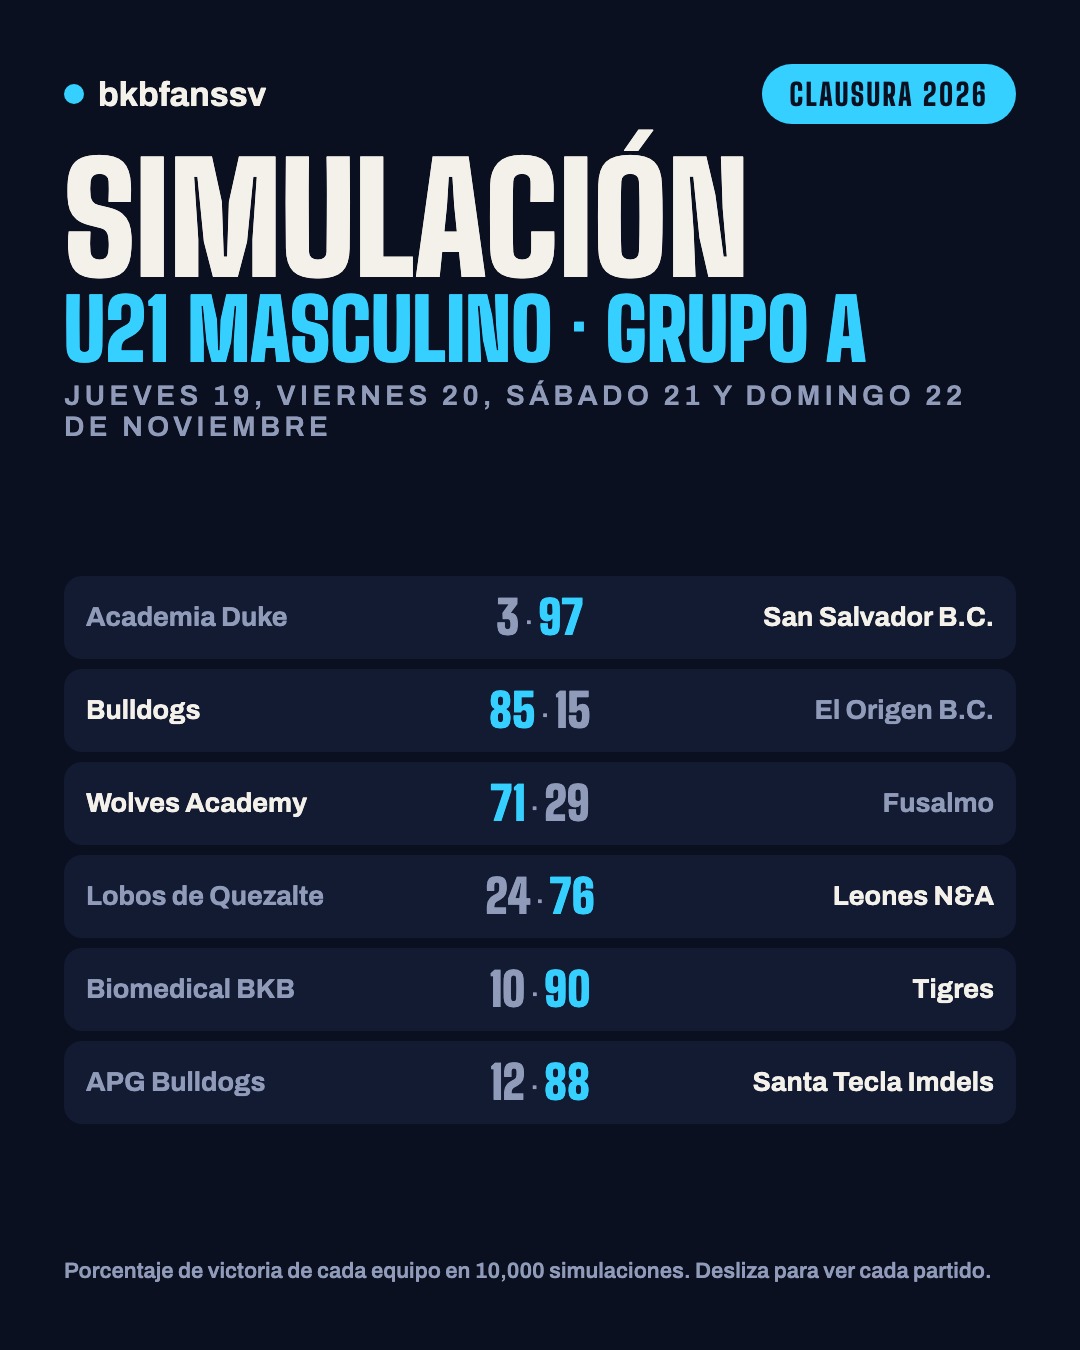 bkbfanssv
CLAUSURA 2026
SIMULACIÓN
U21 MASCULINO · GRUPO A
JUEVES 19, VIERNES 20, SÁBADO 21 Y DOMINGO 22
DE NOVIEMBRE
Academia Duke 3 · 97 San Salvador B.C.
Bulldogs 85 · 15 El Origen B.C.
Wolves Academy 71 · 29 Fusalmo
Lobos de Quezalte 24 · 76 Leones N&A
Biomedical BKB 10 · 90 Tigres
APG Bulldogs 12 · 88 Santa Tecla Imdels
Porcentaje de victoria de cada equipo en 10,000 simulaciones. Desliza para ver cada partido.